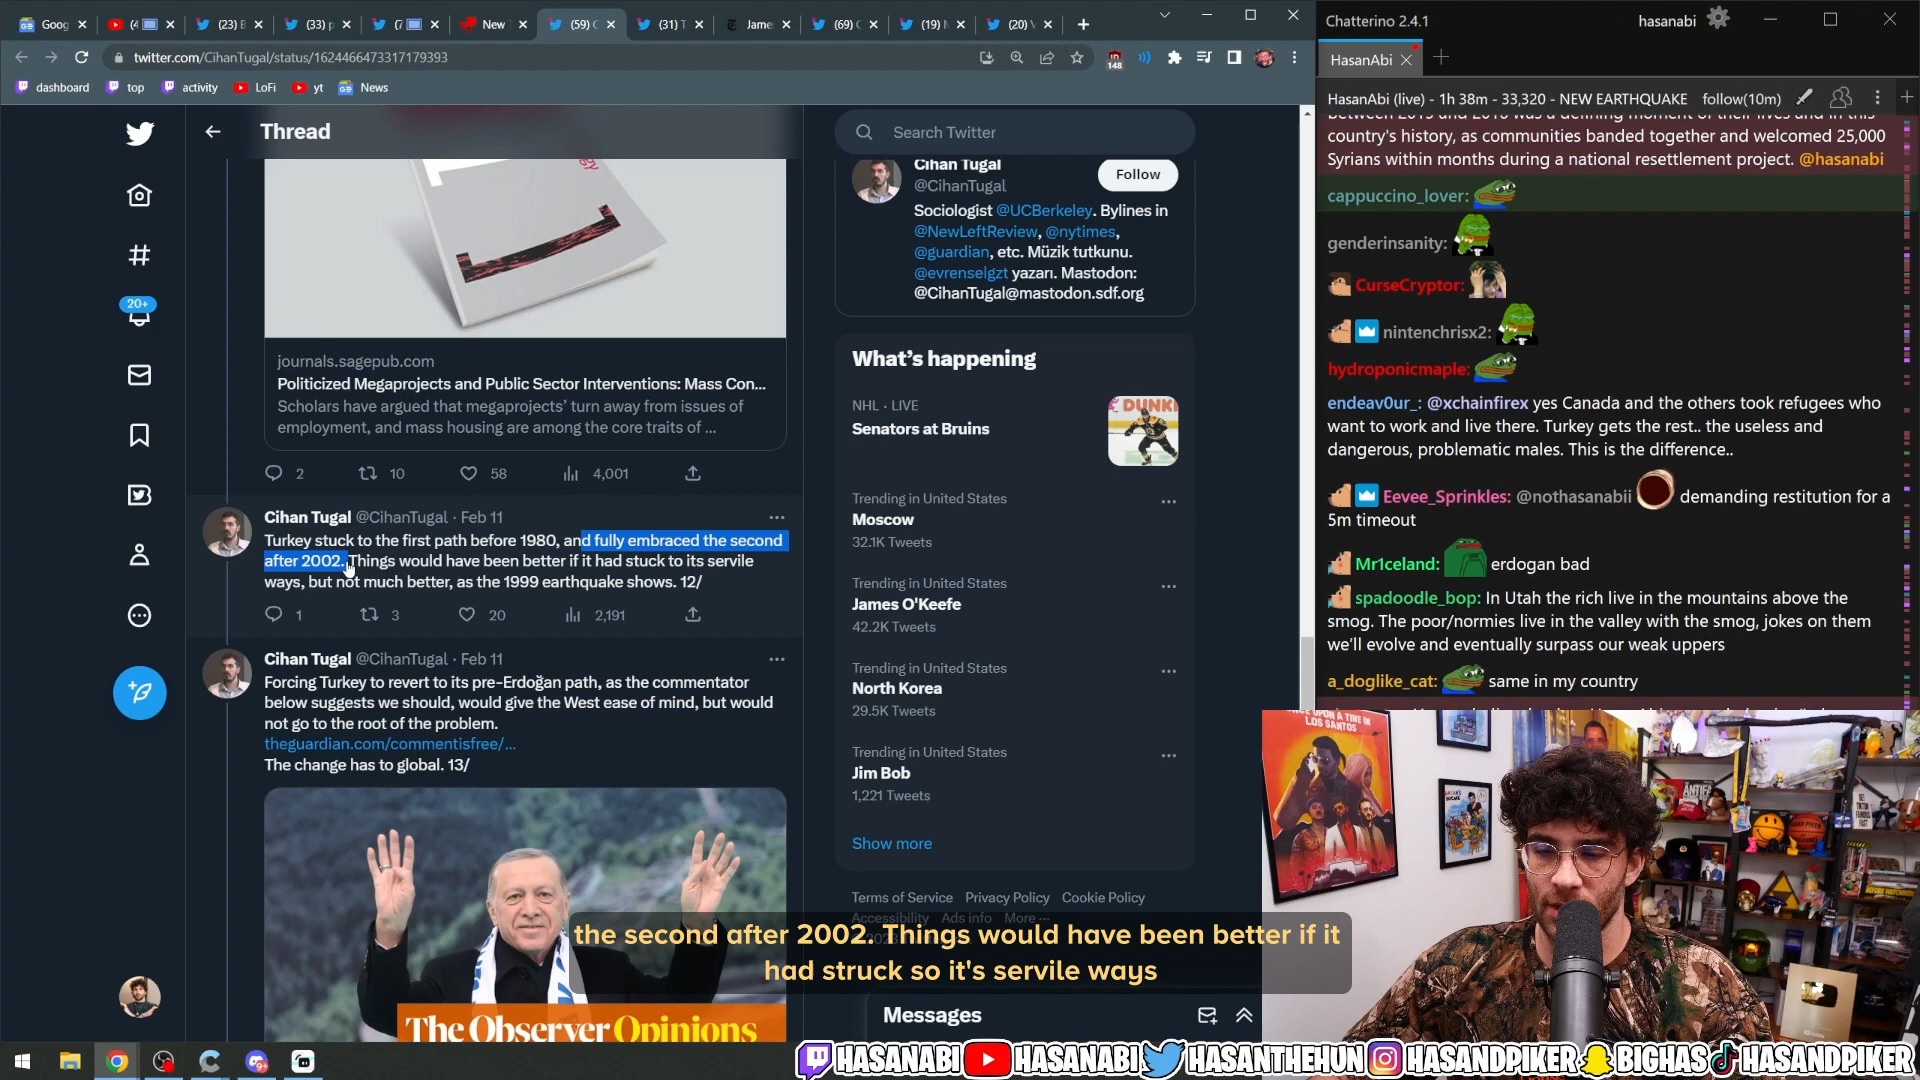 Goog
New
James
twitter.com/CihanTugal/status/1624466473317179393
148
dashboard
top
activity
LoFi
yt
News
Thread
20+
journals.sagepub.com
Politicized Megaprojects and Public Sector Interventions: Mass Con...
Scholars have argued that megaprojects' turn away from issues of
employment, and mass housing are among the core traits of ...
2 10 58 4,001
Cihan Tugal @CihanTugal · Feb 11
Turkey stuck to the first path before 1980, and fully embraced the second
after 2002. Things would have been better if it had stuck to its servile
ways, but not much better, as the 1999 earthquake shows. 12/
1 3 20 2,191
Cihan Tugal @CihanTugal · Feb 11
Forcing Turkey to revert to its pre-Erdoğan path, as the commentator
below suggests we should, would give the West ease of mind, but would
not go to the root of the problem.
theguardian.com/commentisfree/...
The change has to global. 13/
The Observer Opinions
Search Twitter
Cihan Tugal
@CihanTugal
Follow
Sociologist @UCBerkeley. Bylines in
@NewLeftReview, @nytimes,
@guardian, etc. Müzik tutkunu.
@evrenselgzt yazarı. Mastodon:
@CihanTugal@mastodon.sdf.org
What's happening
NHL · LIVE
Senators at Bruins
Trending in United States
Moscow
32.1K Tweets
Trending in United States
James O'Keefe
42.2K Tweets
Trending in United States
North Korea
29.5K Tweets
Trending in United States
Jim Bob
1,221 Tweets
Show more
Terms of Service Privacy Policy Cookie Policy
Accessibility Ads info More ...
the second after 2002. Things would have been better if it
had struck so it's servile ways
Messages
Chatterino 2.4.1
hasanabi
HasanAbi
HasanAbi (live) - 1h 38m - 33,320 - NEW EARTHQUAKE follow(10m)
country's history, as communities banded together and welcomed 25,000
Syrians within months during a national resettlement project. @hasanabi
cappuccino_lover:
genderinsanity:
CurseCryptor:
nintenchrisx2:
hydroponicmaple:
endeav0ur_: @xchainfirex yes Canada and the others took refugees who
want to work and live there. Turkey gets the rest.. the useless and
dangerous, problematic males. This is the difference..
Eevee_Sprinkles: @nothasanabii demanding restitution for a
5m timeout
Mr1celand: erdogan bad
spadoodle_bop: In Utah the rich live in the mountains above the
smog. The poor/normies live in the valley with the smog, jokes on them
we'll evolve and eventually surpass our weak uppers
a_doglike_cat: same in my country
LOS SANTOS
HASANABI HASANABI HASANTHEHUN HASANDPIKER BIGHAS HASANDPIKER